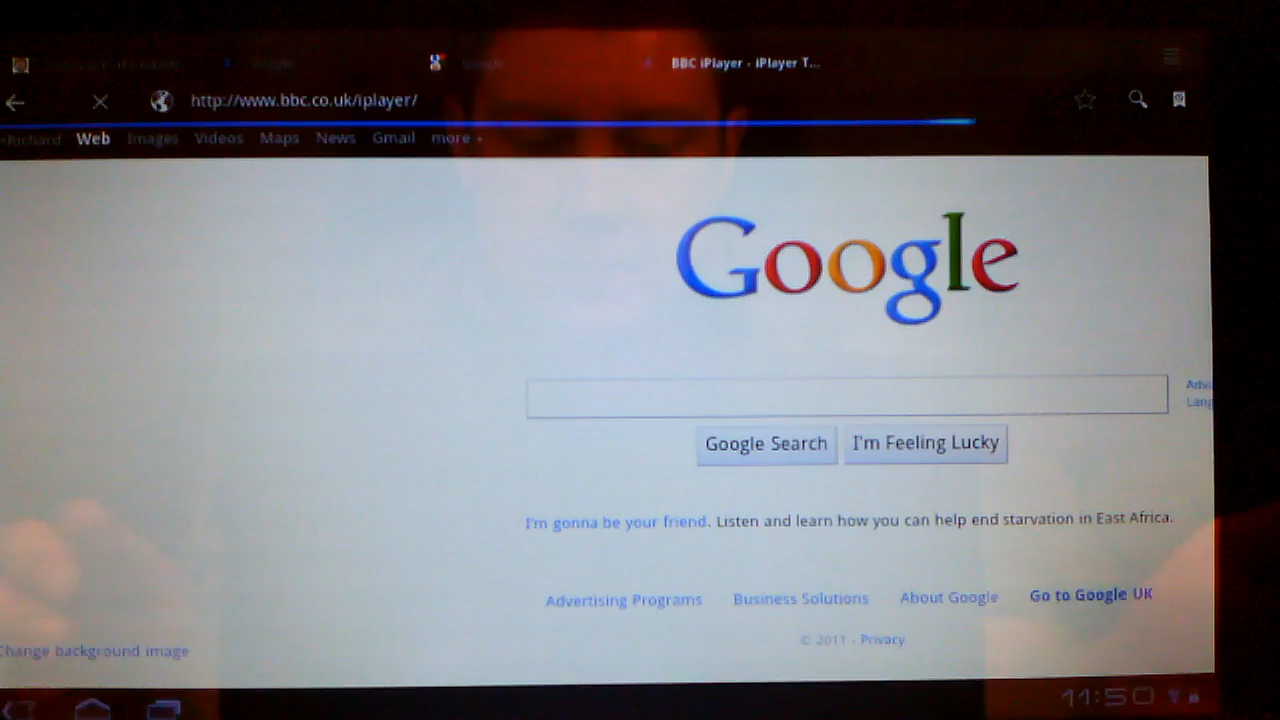 BBC iPlayer - iPlayer T...
http://www.bbc.co.uk/iplayer/
+Richard Web Images Videos Maps News Gmail more
Google
Google Search I'm Feeling Lucky
I'm gonna be your friend. Listen and learn how you can help end starvation in East Africa.
Advertising Programs Business Solutions About Google Go to Google UK
© 2011 - Privacy
Change background image
11:50